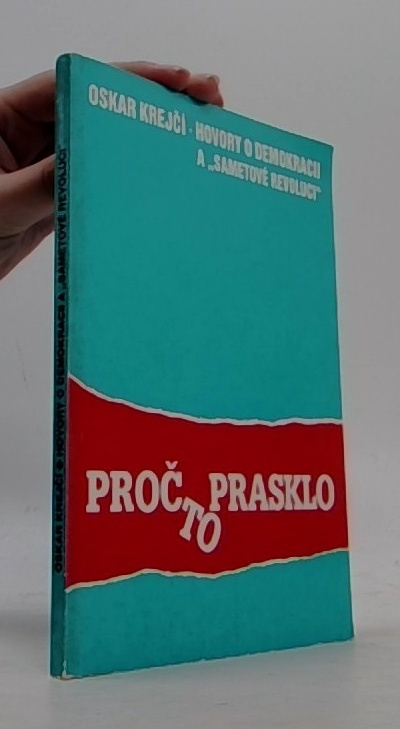 OSKAR KREJČÍ · HOVORY O DEMOKRACII
A „SAMETOVÉ REVOLUCI“
PROČ TO PRASKLO
OSKAR KREJČÍ HOVORY O DEMOKRACII A „SAMETOVÉ REVOLUCI“